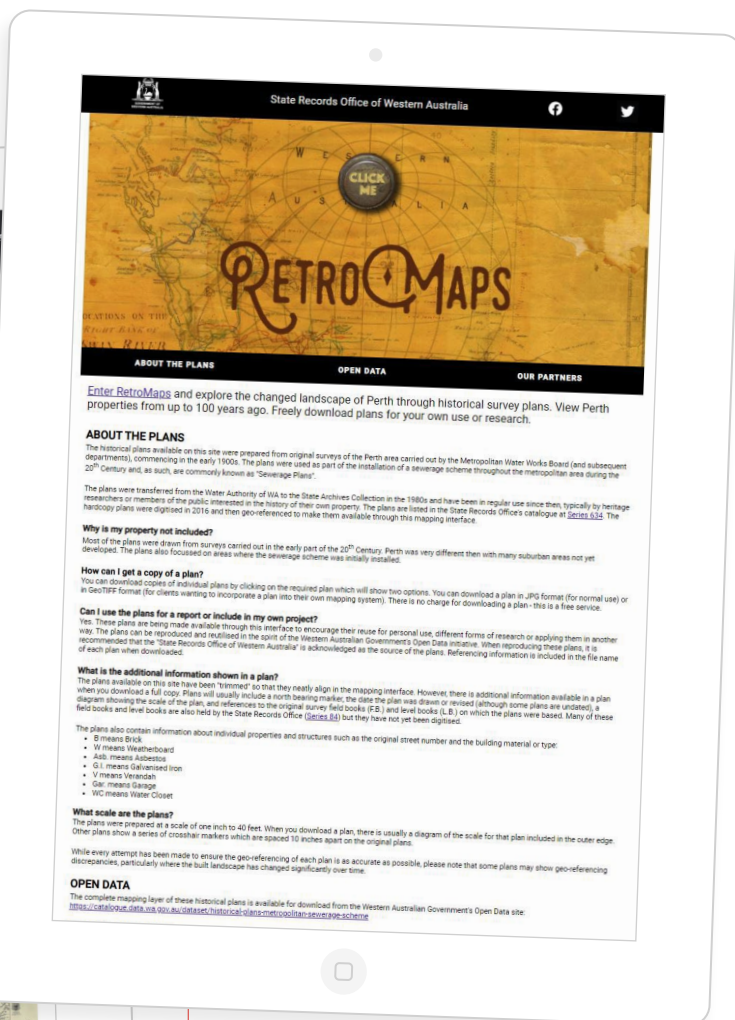 GOVERNMENT OF
WESTERN AUSTRALIA
State Records Office of Western Australia
WESTERN
AUSTRALIA
CLICK
ME
RETROMAPS
ON THE
RIGHT BANK OF
RIVER
ABOUT THE PLANS
OPEN DATA
OUR PARTNERS
Enter RetroMaps and explore the changed landscape of Perth through historical survey plans. View Perth
properties from up to 100 years ago. Freely download plans for your own use or research.
ABOUT THE PLANS
The historical plans available on this site were prepared from original surveys of the Perth area carried out by the Metropolitan Water Works Board (and subsequent
departments), commencing in the early 1900s. The plans were used as part of the installation of a sewerage scheme throughout the metropolitan area during the
20th Century and, as such, are commonly known as "Sewerage Plans".
The plans were transferred from the Water Authority of WA to the State Archives Collection in the 1980s and have been in regular use since then, typically by heritage
researchers or members of the public interested in the history of their own property. The plans are listed in the State Records Office's catalogue at Series 634. The
hardcopy plans were digitised in 2016 and then geo-referenced to make them available through this mapping interface.
Why is my property not included?
Most of the plans were drawn from surveys carried out in the early part of the 20th Century. Perth was very different then with many suburban areas not yet
developed. The plans also focussed on areas where the sewerage scheme was initially installed.
How can I get a copy of a plan?
You can download copies of individual plans by clicking on the required plan which will show two options. You can download a plan in JPG format (for normal use) or
in GeoTIFF format (for clients wanting to incorporate a plan into their own mapping system). There is no charge for downloading a plan - this is a free service.
Can I use the plans for a report or include in my own project?
Yes. These plans are being made available through this interface to encourage their reuse for personal use, different forms of research or applying them in another
way. The plans can be reproduced and reutilised in the spirit of the Western Australian Government's Open Data initiative. When reproducing these plans, it is
recommended that the "State Records Office of Western Australia" is acknowledged as the source of the plans. Referencing information is included in the file name
of each plan when downloaded.
What is the additional information shown in a plan?
The plans available on this site have been "trimmed" so that they neatly align in the mapping interface. However, there is additional information available in a plan
when you download a full copy. Plans will usually include a north bearing marker, the date the plan was drawn or revised (although some plans are undated), a
diagram showing the scale of the plan, and references to the original survey field books (F.B.) and level books (L.B.) on which the plans were based. Many of these
field books and level books are also held by the State Records Office (Series 84) but they have not yet been digitised.
The plans also contain information about individual properties and structures such as the original street number and the building material or type:
• B means Brick
• W means Weatherboard
• Asb. means Asbestos
• G.I. means Galvanised Iron
• V means Verandah
• Gar. means Garage
• WC means Water Closet
What scale are the plans?
The plans were prepared at a scale of one inch to 40 feet. When you download a plan, there is usually a diagram of the scale for that plan included in the outer edge.
Other plans show a series of crosshair markers which are spaced 10 inches apart on the original plans.
While every attempt has been made to ensure the geo-referencing of each plan is as accurate as possible, please note that some plans may show geo-referencing
discrepancies, particularly where the built landscape has changed significantly over time.
OPEN DATA
The complete mapping layer of these historical plans is available for download from the Western Australian Government's Open Data site:
https://catalogue.data.wa.gov.au/dataset/historical-plans-metropolitan-sewerage-scheme